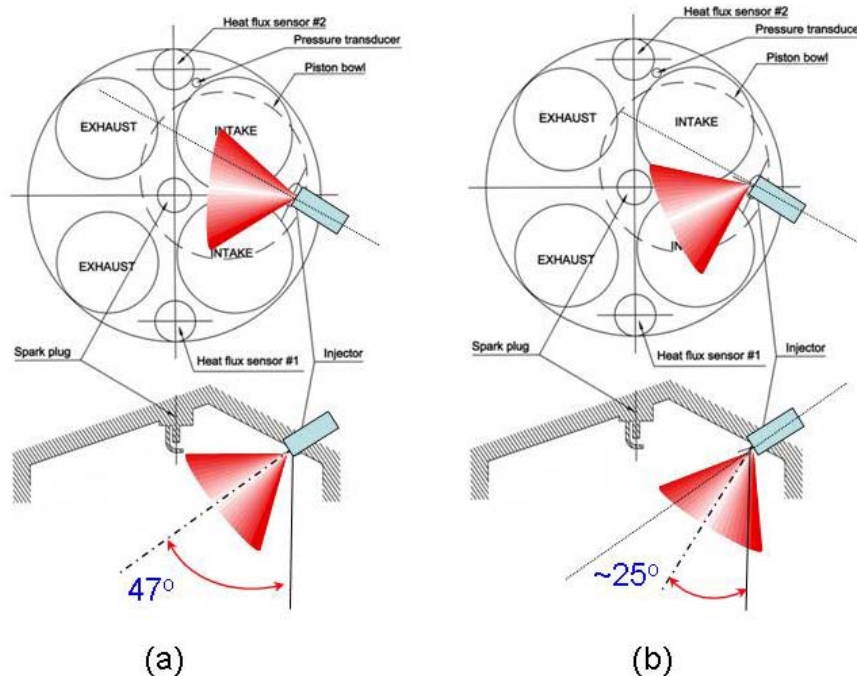 Heat flux sensor #2
Pressure transducer
Piston bowl
EXHAUST
INTAKE
EXHAUST
INTAKE
Spark plug
Heat flux sensor #1
Injector
47°
(a)
Heat flux sensor #2
Pressure transducer
Piston bowl
EXHAUST
INTAKE
EXHAUST
Spark plug
Heat flux sensor #1
Injector
~25°
(b)